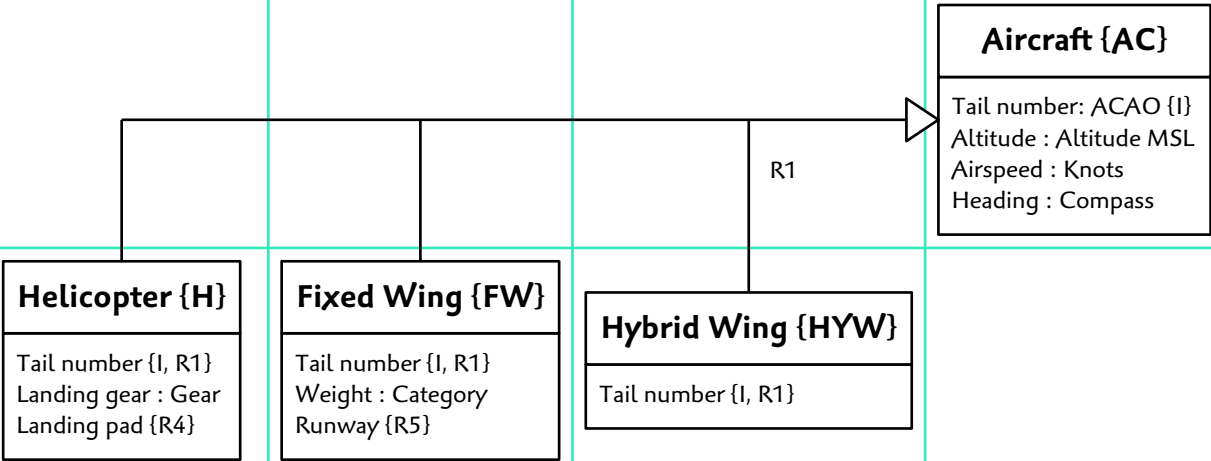 Aircraft {AC}
Tail number: ACAO {I}
Altitude : Altitude MSL
Airspeed : Knots
Heading : Compass
R1
Helicopter {H}
Tail number {I, R1}
Landing gear : Gear
Landing pad {R4}
Fixed Wing {FW}
Tail number {I, R1}
Weight : Category
Runway {R5}
Hybrid Wing {HYW}
Tail number {I, R1}